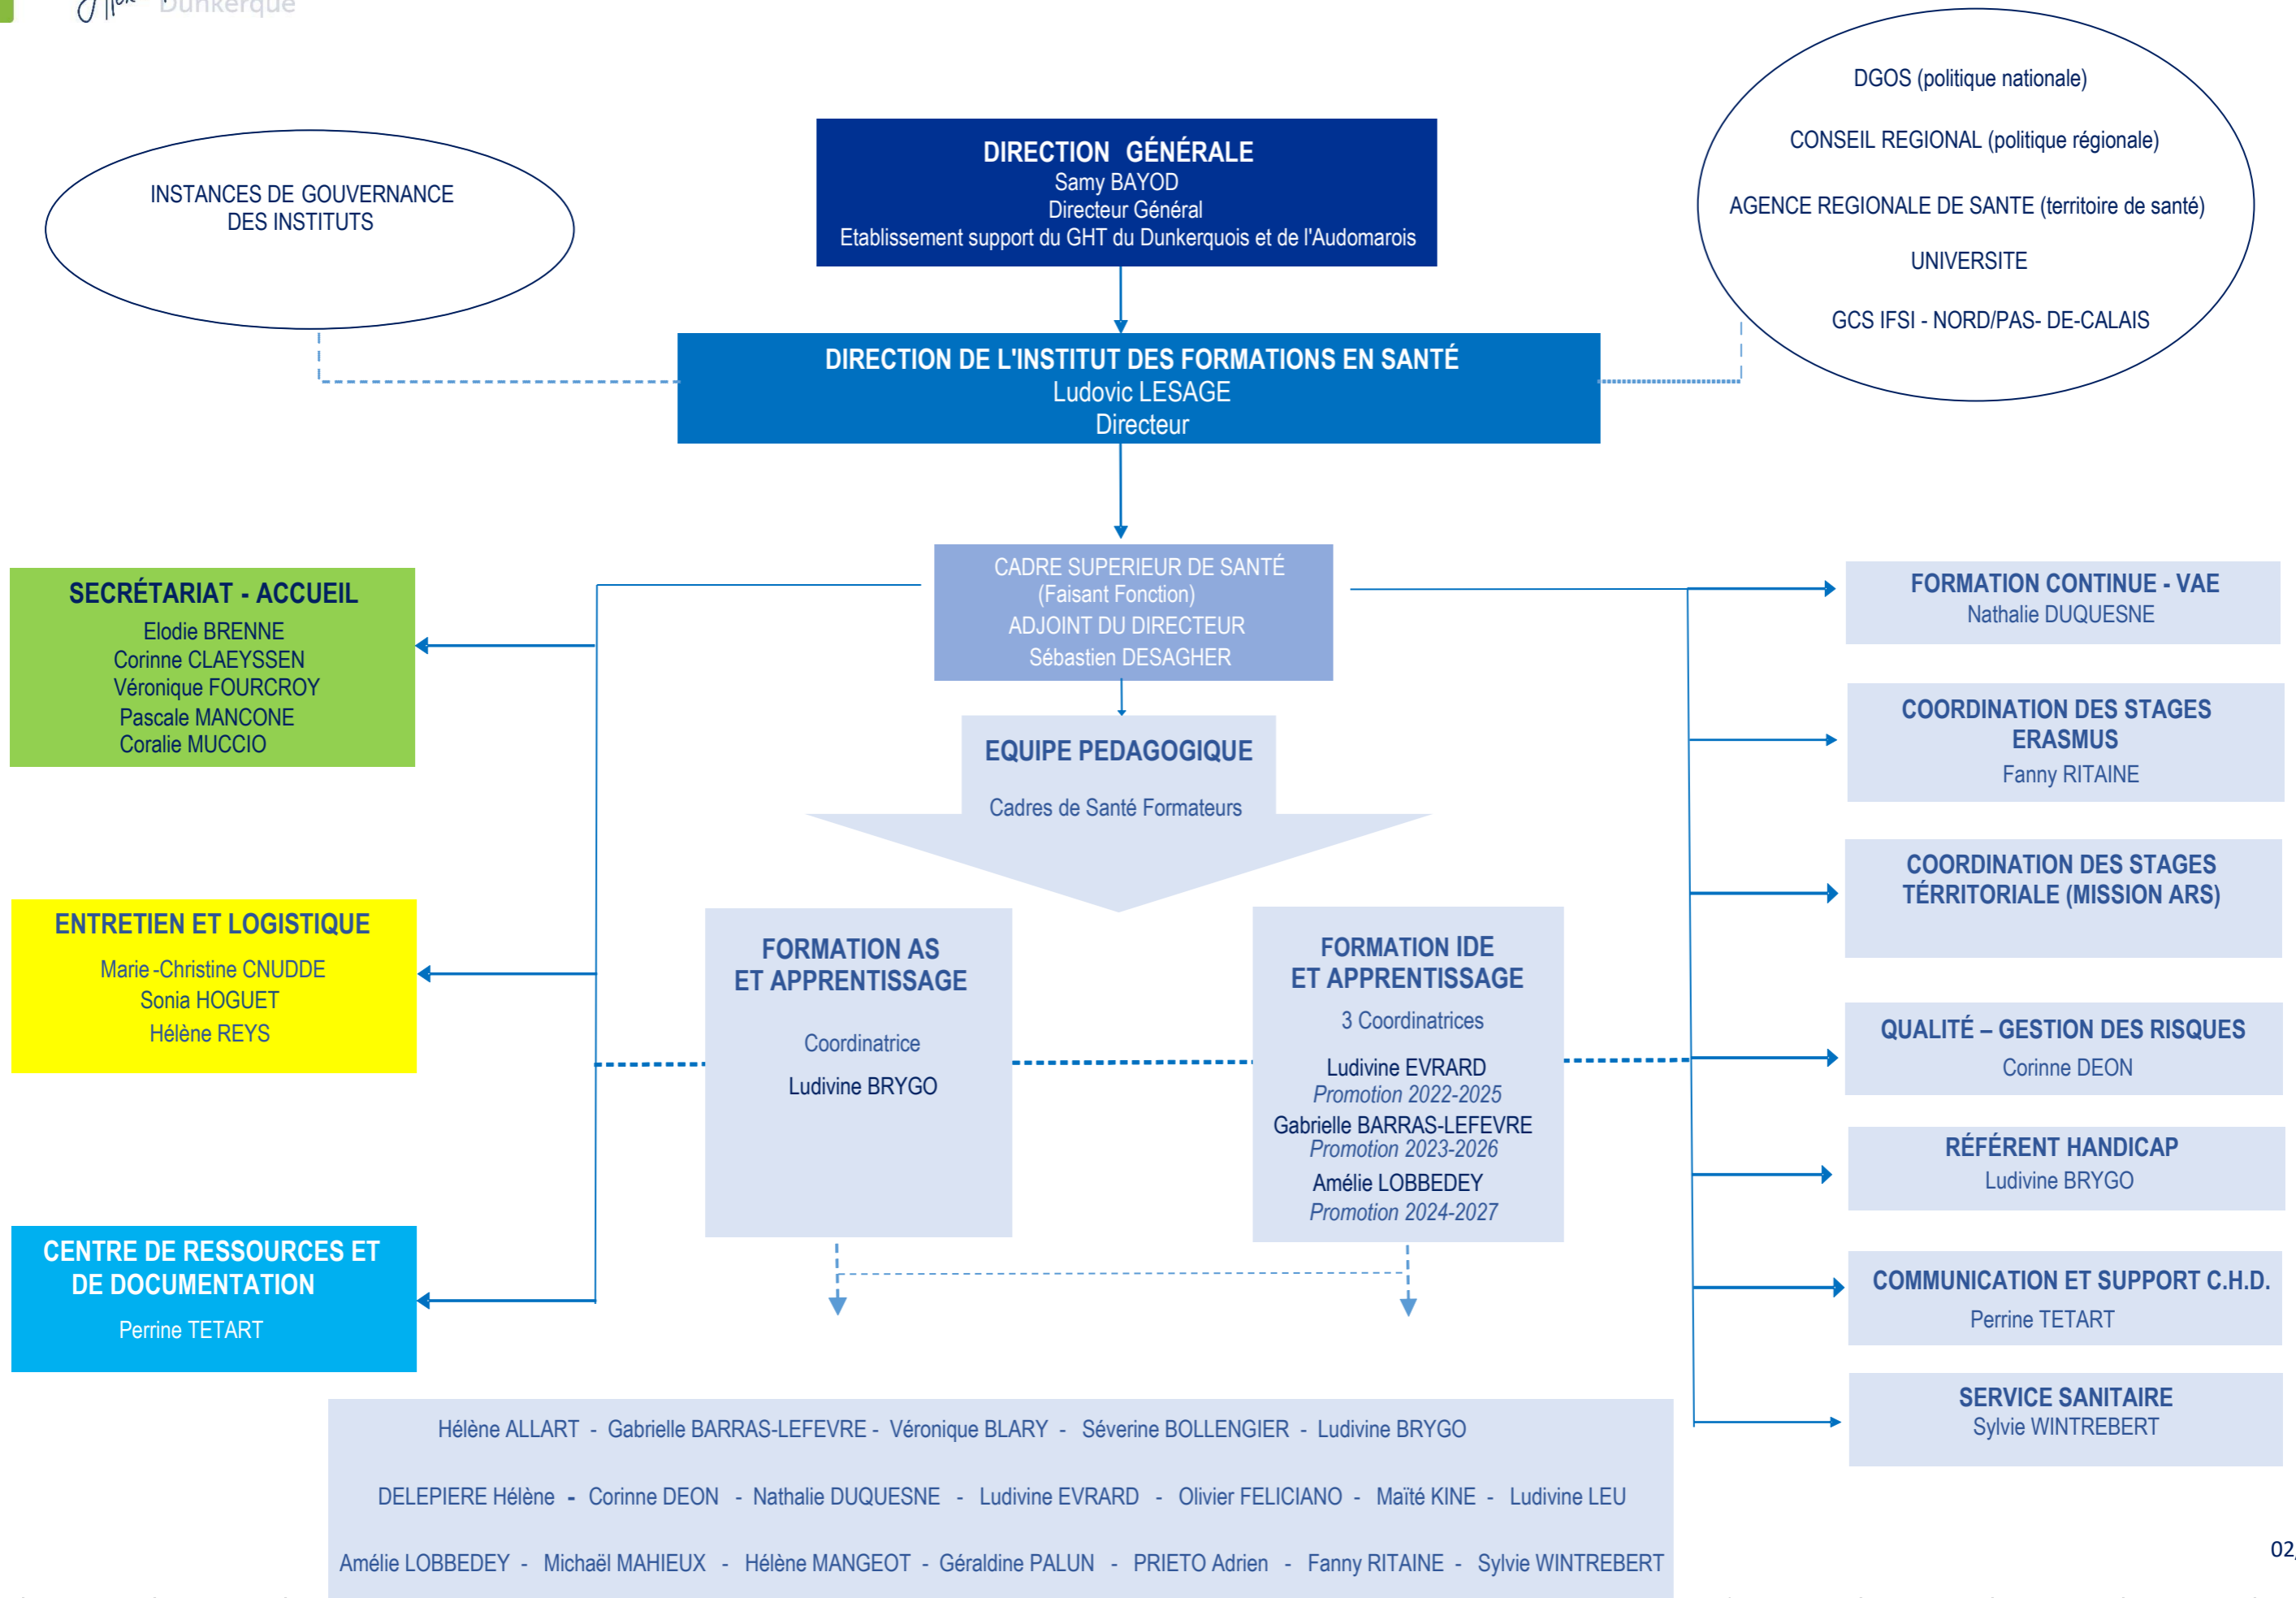 Dunkerque
DGOS (politique nationale)
CONSEIL REGIONAL (politique régionale)
AGENCE REGIONALE DE SANTE (territoire de santé)
UNIVERSITE
GCS IFSI - NORD/PAS- DE-CALAIS
INSTANCES DE GOUVERNANCE
DES INSTITUTS
DIRECTION GÉNÉRALE
Samy BAYOD
Directeur Général
Etablissement support du GHT du Dunkerquois et de l'Audomarois
DIRECTION DE L'INSTITUT DES FORMATIONS EN SANTÉ
Ludovic LESAGE
Directeur
CADRE SUPERIEUR DE SANTÉ
(Faisant Fonction)
ADJOINT DU DIRECTEUR
Sébastien DESAGHER
SECRÉTARIAT - ACCUEIL
Elodie BRENNE
Corinne CLAEYSSEN
Véronique FOURCROY
Pascale MANCONE
Coralie MUCCIO
ENTRETIEN ET LOGISTIQUE
Marie-Christine CNUDDE
Sonia HOGUET
Hélène REYS
CENTRE DE RESSOURCES ET
DE DOCUMENTATION
Perrine TETART
EQUIPE PEDAGOGIQUE
Cadres de Santé Formateurs
FORMATION AS
ET APPRENTISSAGE
Coordinatrice
Ludivine BRYGO
FORMATION IDE
ET APPRENTISSAGE
3 Coordinatrices
Ludivine EVRARD
Promotion 2022-2025
Gabrielle BARRAS-LEFEVRE
Promotion 2023-2026
Amélie LOBBEDEY
Promotion 2024-2027
FORMATION CONTINUE - VAE
Nathalie DUQUESNE
COORDINATION DES STAGES
ERASMUS
Fanny RITAINE
COORDINATION DES STAGES
TÉRRITORIALE (MISSION ARS)
QUALITÉ – GESTION DES RISQUES
Corinne DEON
RÉFÉRENT HANDICAP
Ludivine BRYGO
COMMUNICATION ET SUPPORT C.H.D.
Perrine TETART
SERVICE SANITAIRE
Sylvie WINTREBERT
Hélène ALLART - Gabrielle BARRAS-LEFEVRE - Véronique BLARY - Séverine BOLLENGIER - Ludivine BRYGO
DELEPIERE Hélène - Corinne DEON - Nathalie DUQUESNE - Ludivine EVRARD - Olivier FELICIANO - Maïté KINE - Ludivine LEU
Amélie LOBBEDEY - Michaël MAHIEUX - Hélène MANGEOT - Géraldine PALUN - PRIETO Adrien - Fanny RITAINE - Sylvie WINTREBERT
02